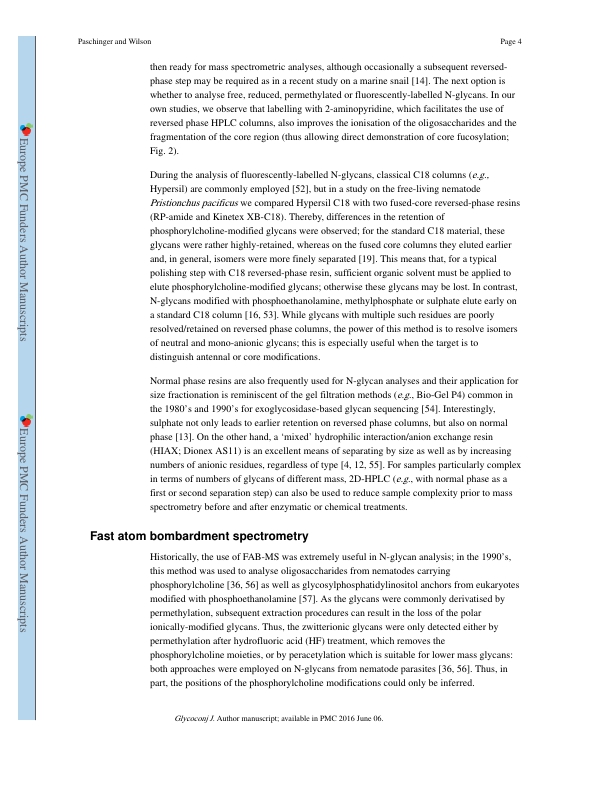 Paschinger and Wilson
Page 4
then ready for mass spectrometric analyses, although occasionally a subsequent reversed-
phase step may be required as in a recent study on a marine snail [14]. The next option is
whether to analyse free, reduced, permethylated or fluorescently-labelled N-glycans. In our
own studies, we observe that labelling with 2-aminopyridine, which facilitates the use of
reversed phase HPLC columns, also improves the ionisation of the oligosaccharides and the
fragmentation of the core region (thus allowing direct demonstration of core fucosylation;
Fig. 2).
During the analysis of fluorescently-labelled N-glycans, classical C18 columns (e.g.,
Hypersil) are commonly employed [52], but in a study on the free-living nematode
Pristionchus pacificus we compared Hypersil C18 with two fused-core reversed-phase resins
(RP-amide and Kinetex XB-C18). Thereby, differences in the retention of
phosphorylcholine-modified glycans were observed; for the standard C18 material, these
glycans were rather highly-retained, whereas on the fused core columns they eluted earlier
and, in general, isomers were more finely separated [19]. This means that, for a typical
polishing step with C18 reversed-phase resin, sufficient organic solvent must be applied to
elute phosphorylcholine-modified glycans; otherwise these glycans may be lost. In contrast,
N-glycans modified with phosphoethanolamine, methylphosphate or sulphate elute early on
a standard C18 column [16, 53]. While glycans with multiple such residues are poorly
resolved/retained on reversed phase columns, the power of this method is to resolve isomers
of neutral and mono-anionic glycans; this is especially useful when the target is to
distinguish antennal or core modifications.
Normal phase resins are also frequently used for N-glycan analyses and their application for
size fractionation is reminiscent of the gel filtration methods (e.g., Bio-Gel P4) common in
the 1980's and 1990's for exoglycosidase-based glycan sequencing [54]. Interestingly,
sulphate not only leads to earlier retention on reversed phase columns, but also on normal
phase [13]. On the other hand, a 'mixed' hydrophilic interaction/anion exchange resin
(HIAX; Dionex AS11) is an excellent means of separating by size as well as by increasing
numbers of anionic residues, regardless of type [4, 12, 55]. For samples particularly complex
in terms of numbers of glycans of different mass, 2D-HPLC (e.g., with normal phase as a
first or second separation step) can also be used to reduce sample complexity prior to mass
spectrometry before and after enzymatic or chemical treatments.
Fast atom bombardment spectrometry
Historically, the use of FAB-MS was extremely useful in N-glycan analysis; in the 1990's,
this method was used to analyse oligosaccharides from nematodes carrying
phosphorylcholine [36, 56] as well as glycosylphosphatidylinositol anchors from eukaryotes
modified with phosphoethanolamine [57]. As the glycans were commonly derivatised by
permethylation, subsequent extraction procedures can result in the loss of the polar
ionically-modified glycans. Thus, the zwitterionic glycans were only detected either by
permethylation after hydrofluoric acid (HF) treatment, which removes the
phosphorylcholine moieties, or by peracetylation which is suitable for lower mass glycans:
both approaches were employed on N-glycans from nematode parasites [36, 56]. Thus, in
part, the positions of the phosphorylcholine modifications could only be inferred.
Glycoconj J. Author manuscript; available in PMC 2016 June 06.
Europe PMC Funders Author Manuscripts
Europe PMC Funders Author Manuscripts